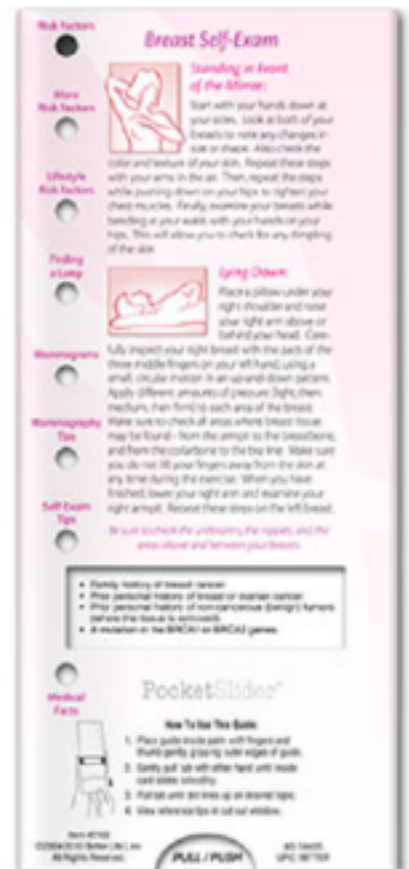 Risk Factors
More
Risk Factors
Lifestyle
Risk Factors
Finding
a Lump
Mammograms
Mammography
Tips
Self Exam
Tips
Medical
Facts
Breast Self-Exam
Standing in Front
of the Mirror:
Start with your hands down at
your sides. Look at both of your
breasts to note any changes in
size or shape. Also check the
color and texture of your skin. Repeat these steps
with your arms in the air. Then, repeat the steps
while pushing down on your hips to tighten your
chest muscles. Finally, examine your breasts while
bending at your waist, with your hands on your
hips. This will allow you to check for any dimpling
of the skin.
Lying Down:
Place a pillow under your
right shoulder and raise
your right arm above or
behind your head. Care-
fully inspect your right breast with the pads of the
three middle fingers on your left hand, using a
small, circular motion in an up-and-down pattern.
Apply different amounts of pressure (light, then
medium, then firm) to each area of the breast.
Make sure to check all areas where breast tissue
may be found - from the armpit to the breastbone,
and from the collarbone to the bra line. Make sure
you do not lift your fingers away from the skin at
any time during the exercise. When you have
finished, lower your right arm and examine your
right armpit. Repeat these steps on the left breast.
Be sure to check the underarms, the nipples, and the
areas above and between your breasts.
• Family history of breast cancer
• Prior personal history of breast or ovarian cancer
• Prior personal history of non-cancerous (benign) tumors
(where the tissue is removed)
• A mutation in the BRCA1 or BRCA2 genes
PocketSlider™
How To Use This Guide:
1. Place guide inside palm with fingers and
thumb gently gripping outer edges of guide.
2. Gently pull tab with other hand until inside
card slides smoothly.
3. Pull tab until dot lines up on desired topic.
4. View reference tips in cut out window.
All Rights Reserved.
PULL / PUSH